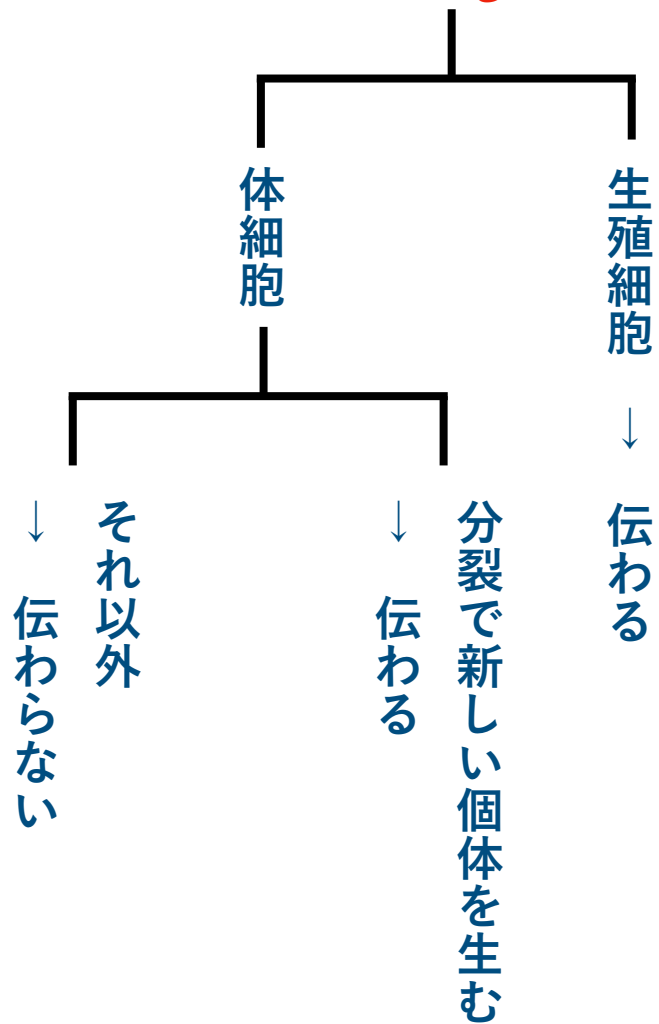 生殖細胞 → 伝わる
体細胞
分裂で新しい個体を生む
→ 伝わる
それ以外
→ 伝わらない